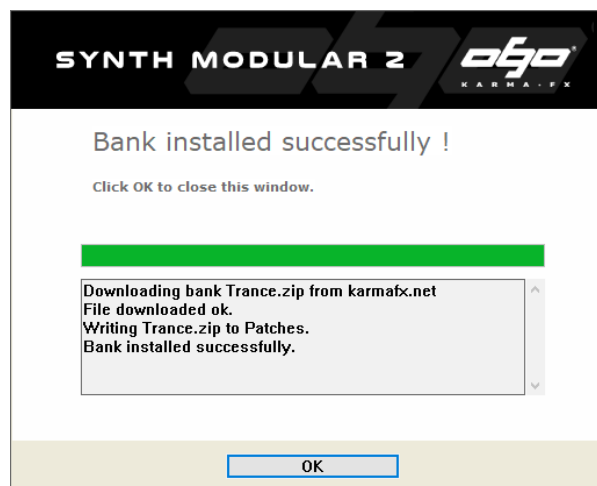 SYNTH MODULAR 2
KARMA-FX
Bank installed successfully !
Click OK to close this window.
Downloading bank Trance.zip from karmafx.net
File downloaded ok.
Writing Trance.zip to Patches.
Bank installed successfully.
OK